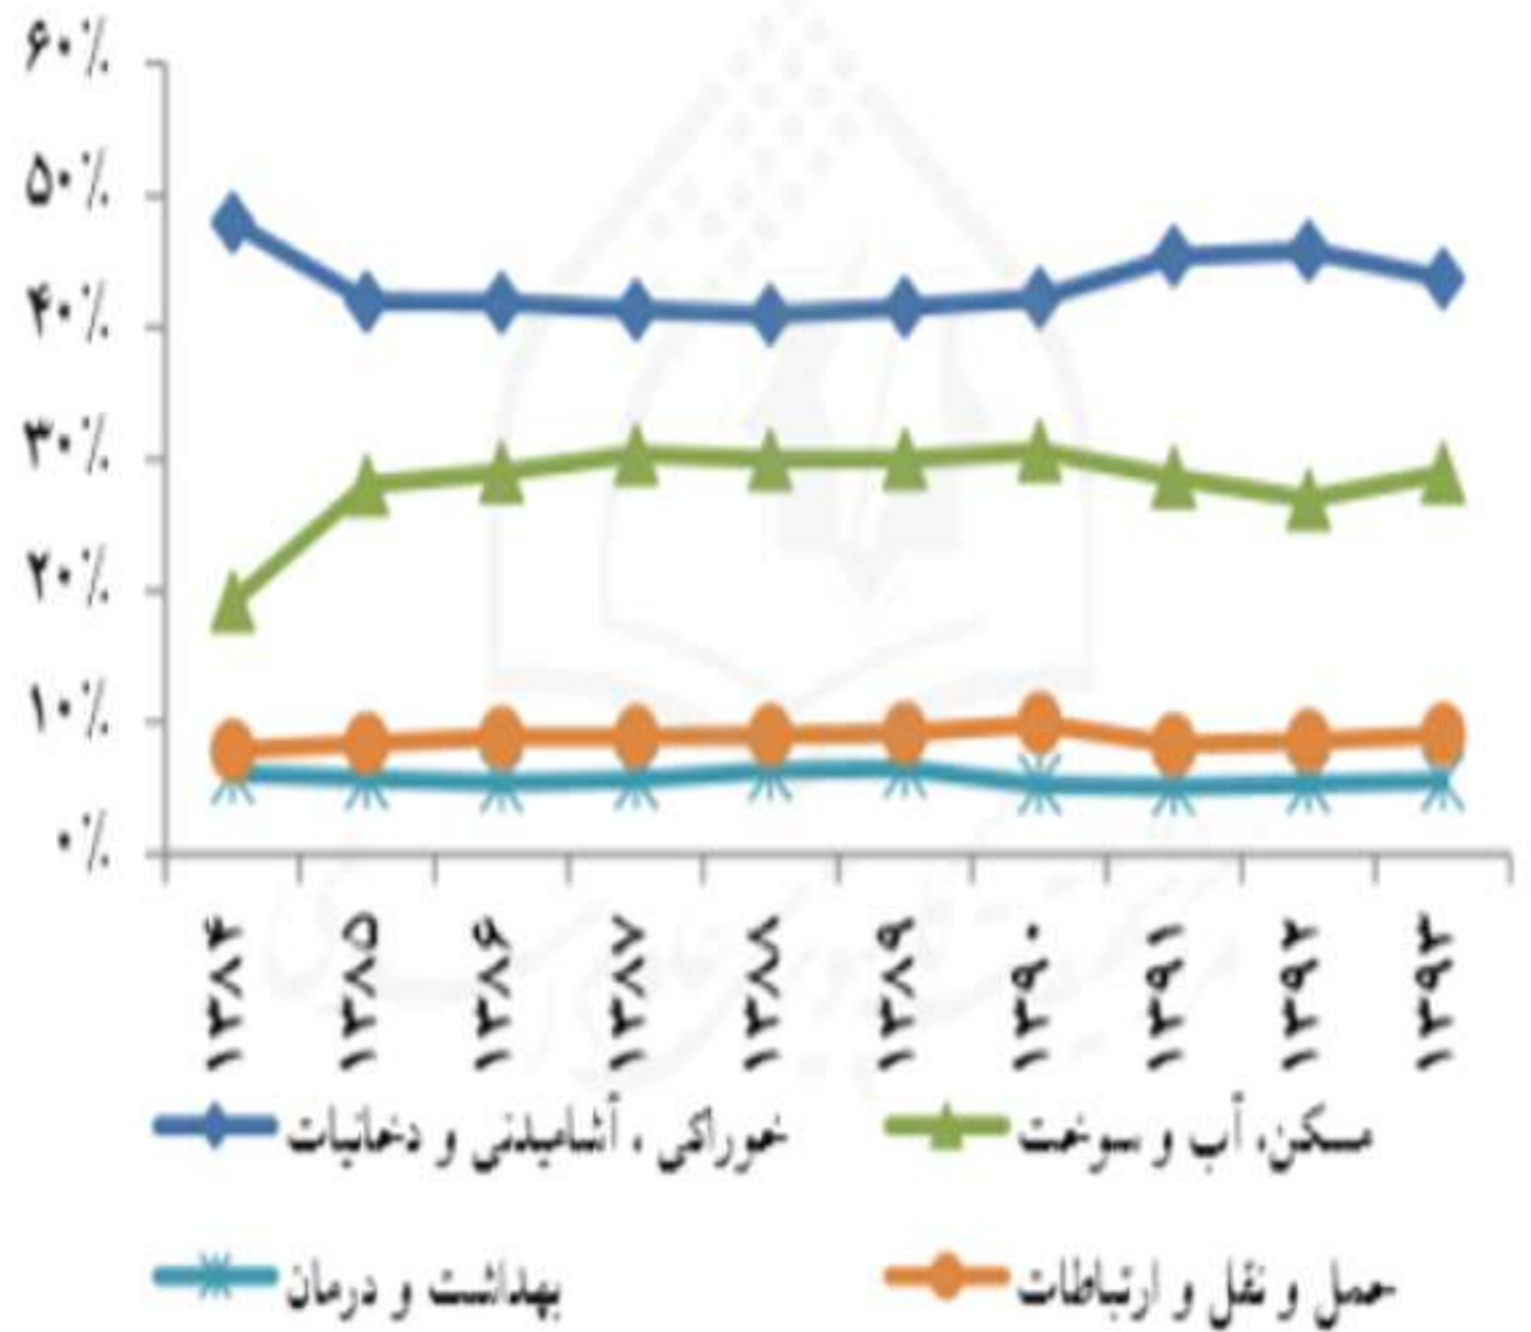 ۶۰٪
۵۰٪
۴۰٪
۳۰٪
۲۰٪
۱۰٪
۰٪
۱۳۸۴ ۱۳۸۵ ۱۳۸۶ ۱۳۸۷ ۱۳۸۸ ۱۳۸۹ ۱۳۹۰ ۱۳۹۱ ۱۳۹۲ ۱۳۹۳
خوراکی ، آشامیدنی و دخانیات
مسکن، آب و سوخت
بهداشت و درمان
حمل و نقل و ارتباطات